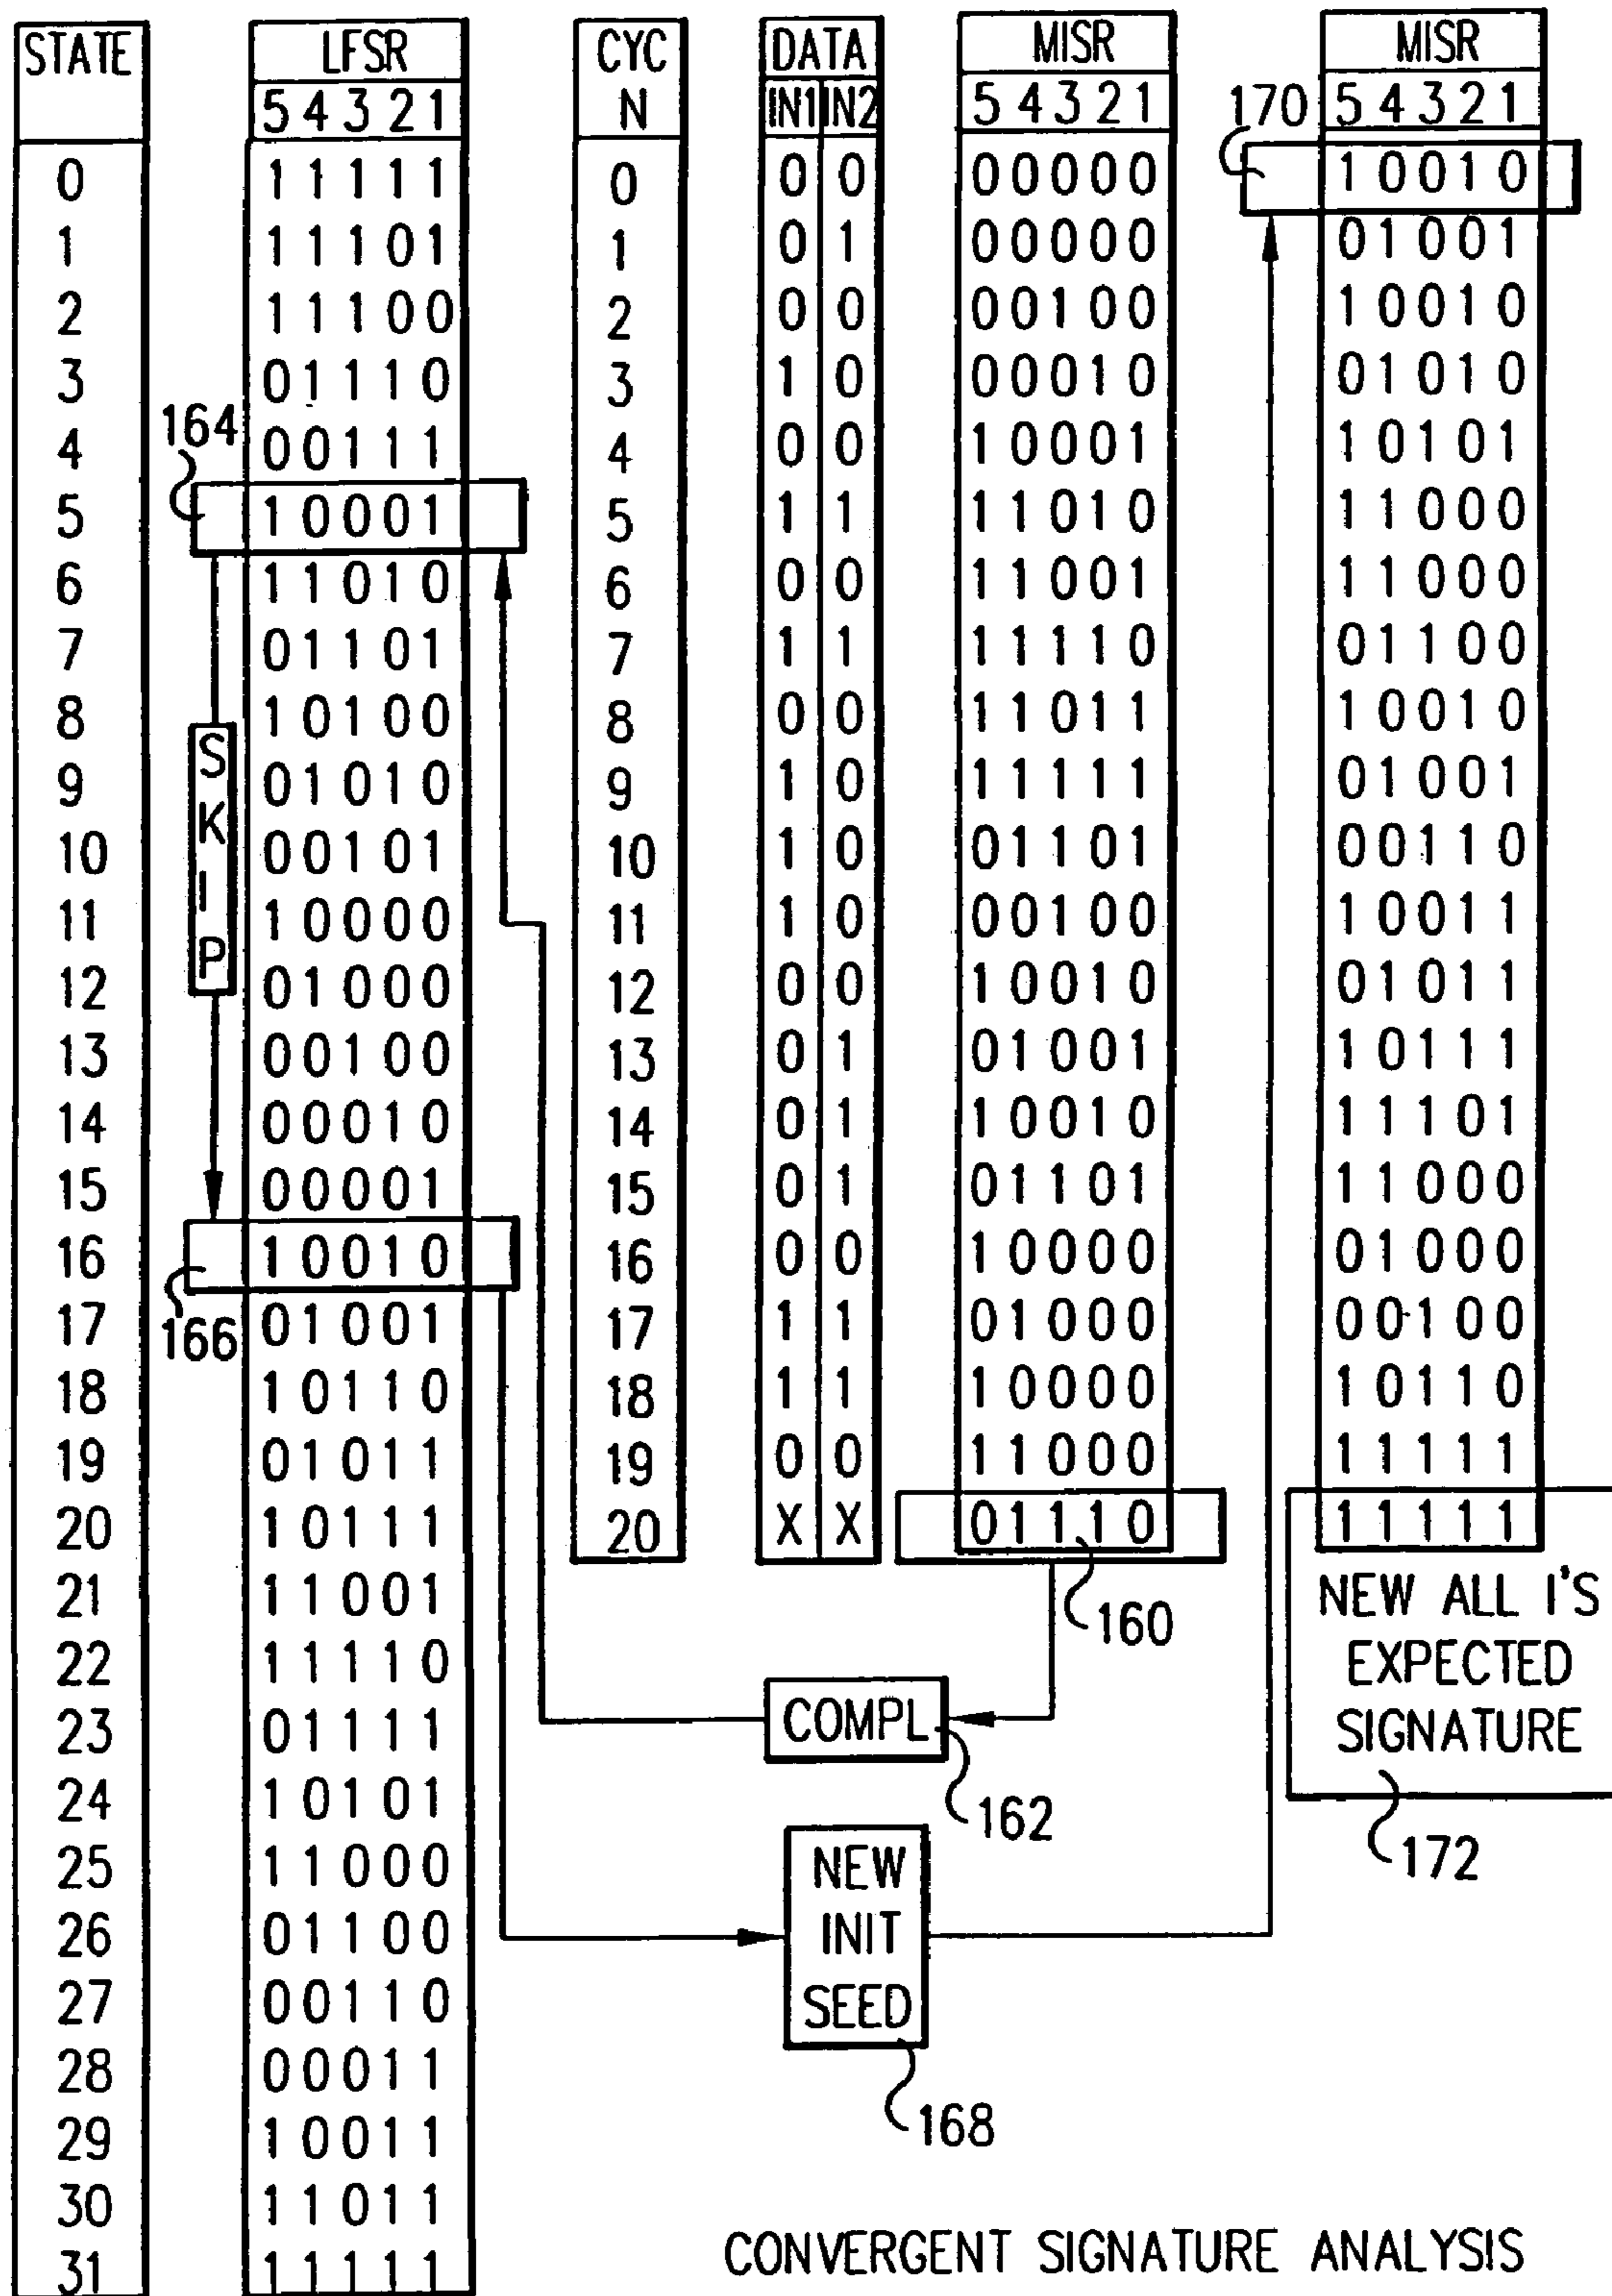 STATE LFSR CYC DATA MISR MISR
5 4 3 2 1 N IN1 IN2 5 4 3 2 1 170 5 4 3 2 1
0 1 1 1 1 1 0 0 0 0 0 0 0 0 1 0 0 1 0
1 1 1 1 0 1 1 0 1 0 0 0 0 0 0 1 0 0 1
2 1 1 1 0 0 2 0 0 0 0 1 0 0 1 0 0 1 0
3 0 1 1 1 0 3 1 0 0 0 0 1 0 0 1 0 1 0
164
4 0 0 1 1 1 4 0 0 1 0 0 0 1 1 0 1 0 1
5 1 0 0 0 1 5 1 1 1 1 0 1 0 1 1 0 0 0
6 1 1 0 1 0 6 0 0 1 1 0 0 1 1 1 0 0 0
7 0 1 1 0 1 7 1 1 1 1 1 1 0 0 1 1 0 0
8 1 0 1 0 0 8 0 0 1 1 0 1 1 1 0 0 1 0
SKIP
9 0 1 0 1 0 9 1 0 1 1 1 1 1 0 1 0 0 1
10 0 0 1 0 1 10 1 0 0 1 1 0 1 0 0 1 1 0
11 1 0 0 0 0 11 1 0 0 0 1 0 0 1 0 0 1 1
12 0 1 0 0 0 12 0 0 1 0 0 1 0 0 1 0 1 1
13 0 0 1 0 0 13 0 1 0 1 0 0 1 1 0 1 1 1
14 0 0 0 1 0 14 0 1 1 0 0 1 0 1 1 1 0 1
15 0 0 0 0 1 15 0 1 0 1 1 0 1 1 1 0 0 0
16 1 0 0 1 0 16 0 0 1 0 0 0 0 0 1 0 0 0
17 166 0 1 0 0 1 17 1 1 0 1 0 0 0 0 0 1 0 0
18 1 0 1 1 0 18 1 1 1 0 0 0 0 1 0 1 1 0
19 0 1 0 1 1 19 0 0 1 1 0 0 0 1 1 1 1 1
20 1 0 1 1 1 20 X X 0 1 1 1 0 1 1 1 1 1
21 1 1 0 0 1 NEW ALL 1'S
160
22 1 1 1 1 0 EXPECTED
23 0 1 1 1 1 COMPL SIGNATURE
24 1 0 1 0 1 162
172
25 1 1 0 0 0 NEW
26 0 1 1 0 0 INIT
27 0 0 1 1 0 SEED
28 0 0 0 1 1
168
29 1 0 0 1 1
30 1 1 0 1 1
31 1 1 1 1 1
CONVERGENT SIGNATURE ANALYSIS